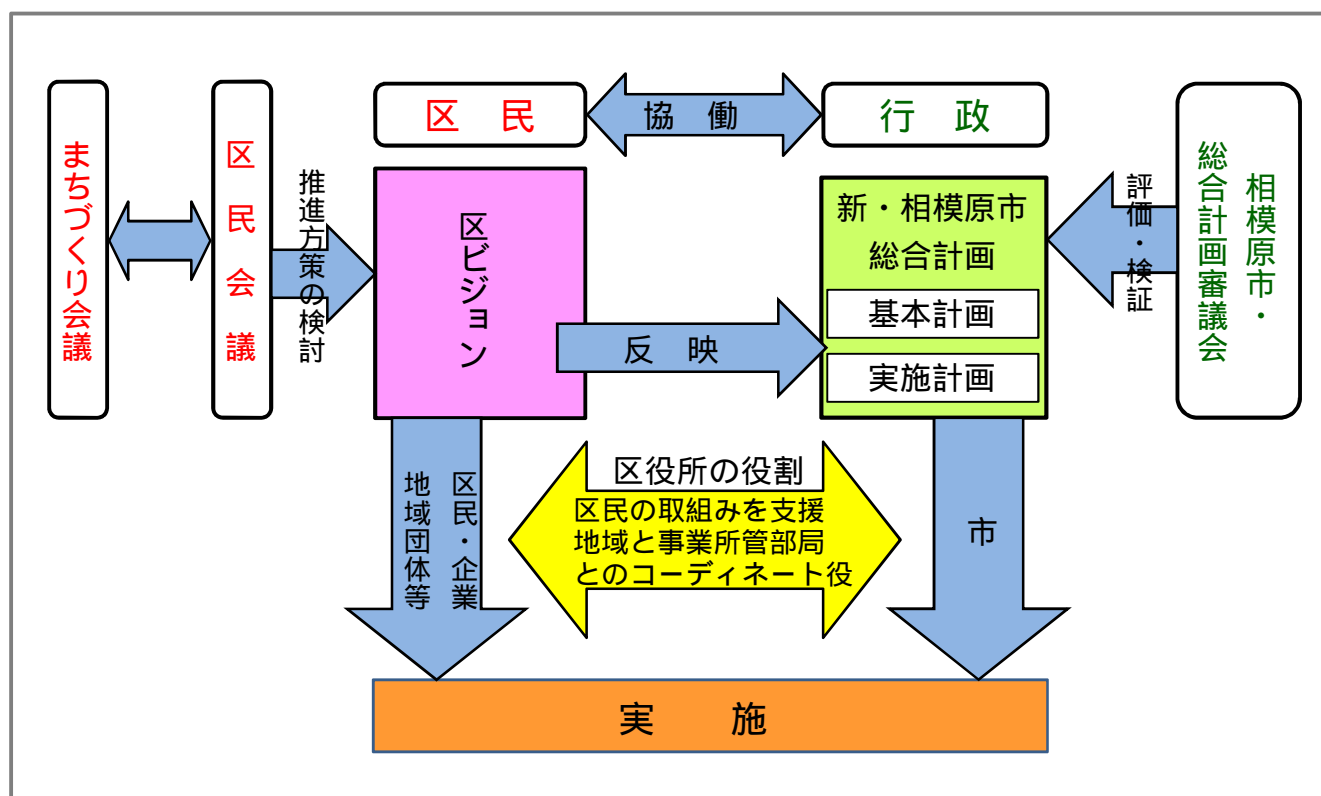 区　民
協　働
行　政
まちづくり会議
区民会議
推進方策の検討
区ビジョン
反　映
新・相模原市
総合計画
基本計画
実施計画
評価・検証
相模原市・
総合計画審議会
区民・企業
地域団体等
区役所の役割
区民の取組みを支援
地域と事業所管部局
とのコーディネート役
市
実　施